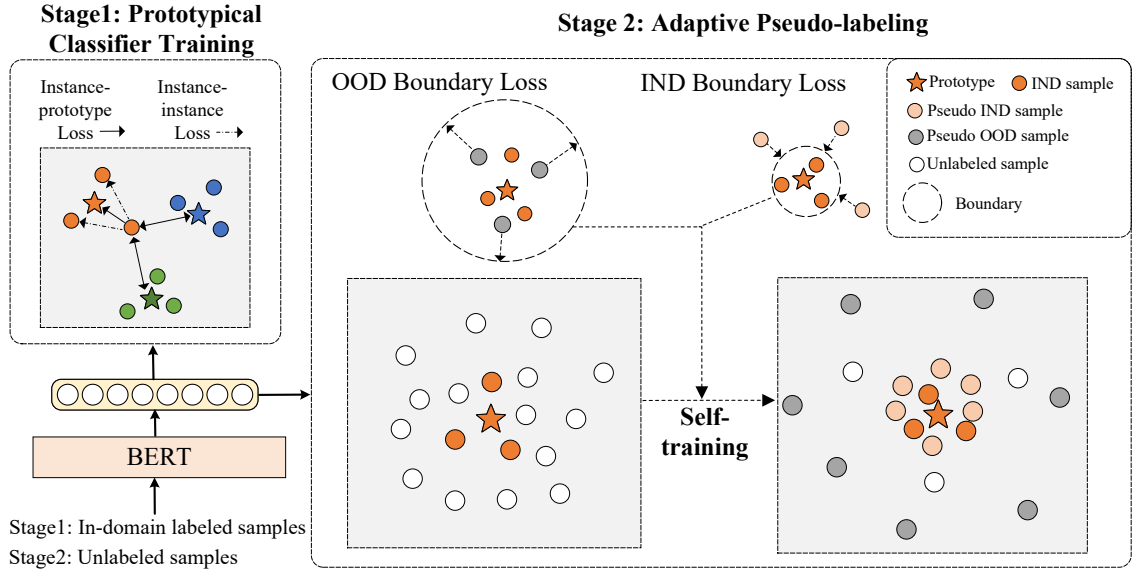 Stage1: Prototypical
Classifier Training
Instance-
prototype
Loss
Instance-
instance
Loss
BERT
Stage1: In-domain labeled samples
Stage2: Unlabeled samples
Stage 2: Adaptive Pseudo-labeling
OOD Boundary Loss
IND Boundary Loss
Prototype
IND sample
Pseudo IND sample
Pseudo OOD sample
Unlabeled sample
Boundary
Self-
training